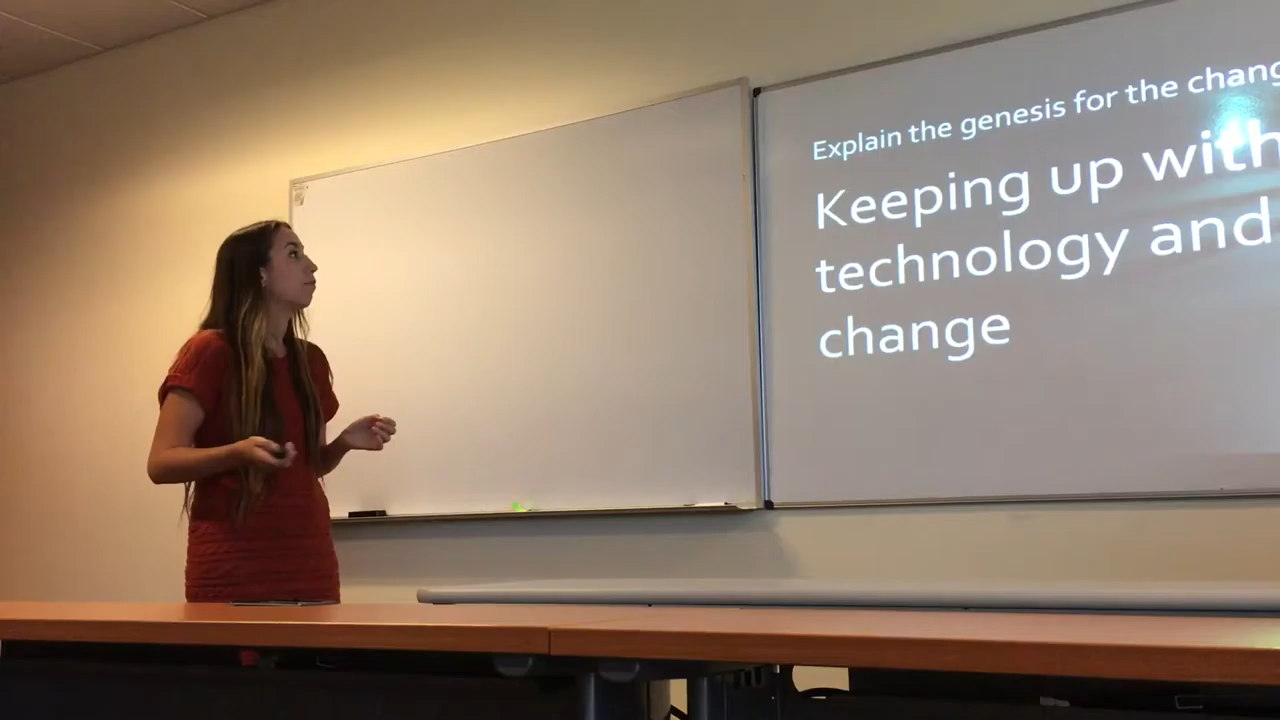 Explain the genesis for the chang
Keeping up with
technology and
change